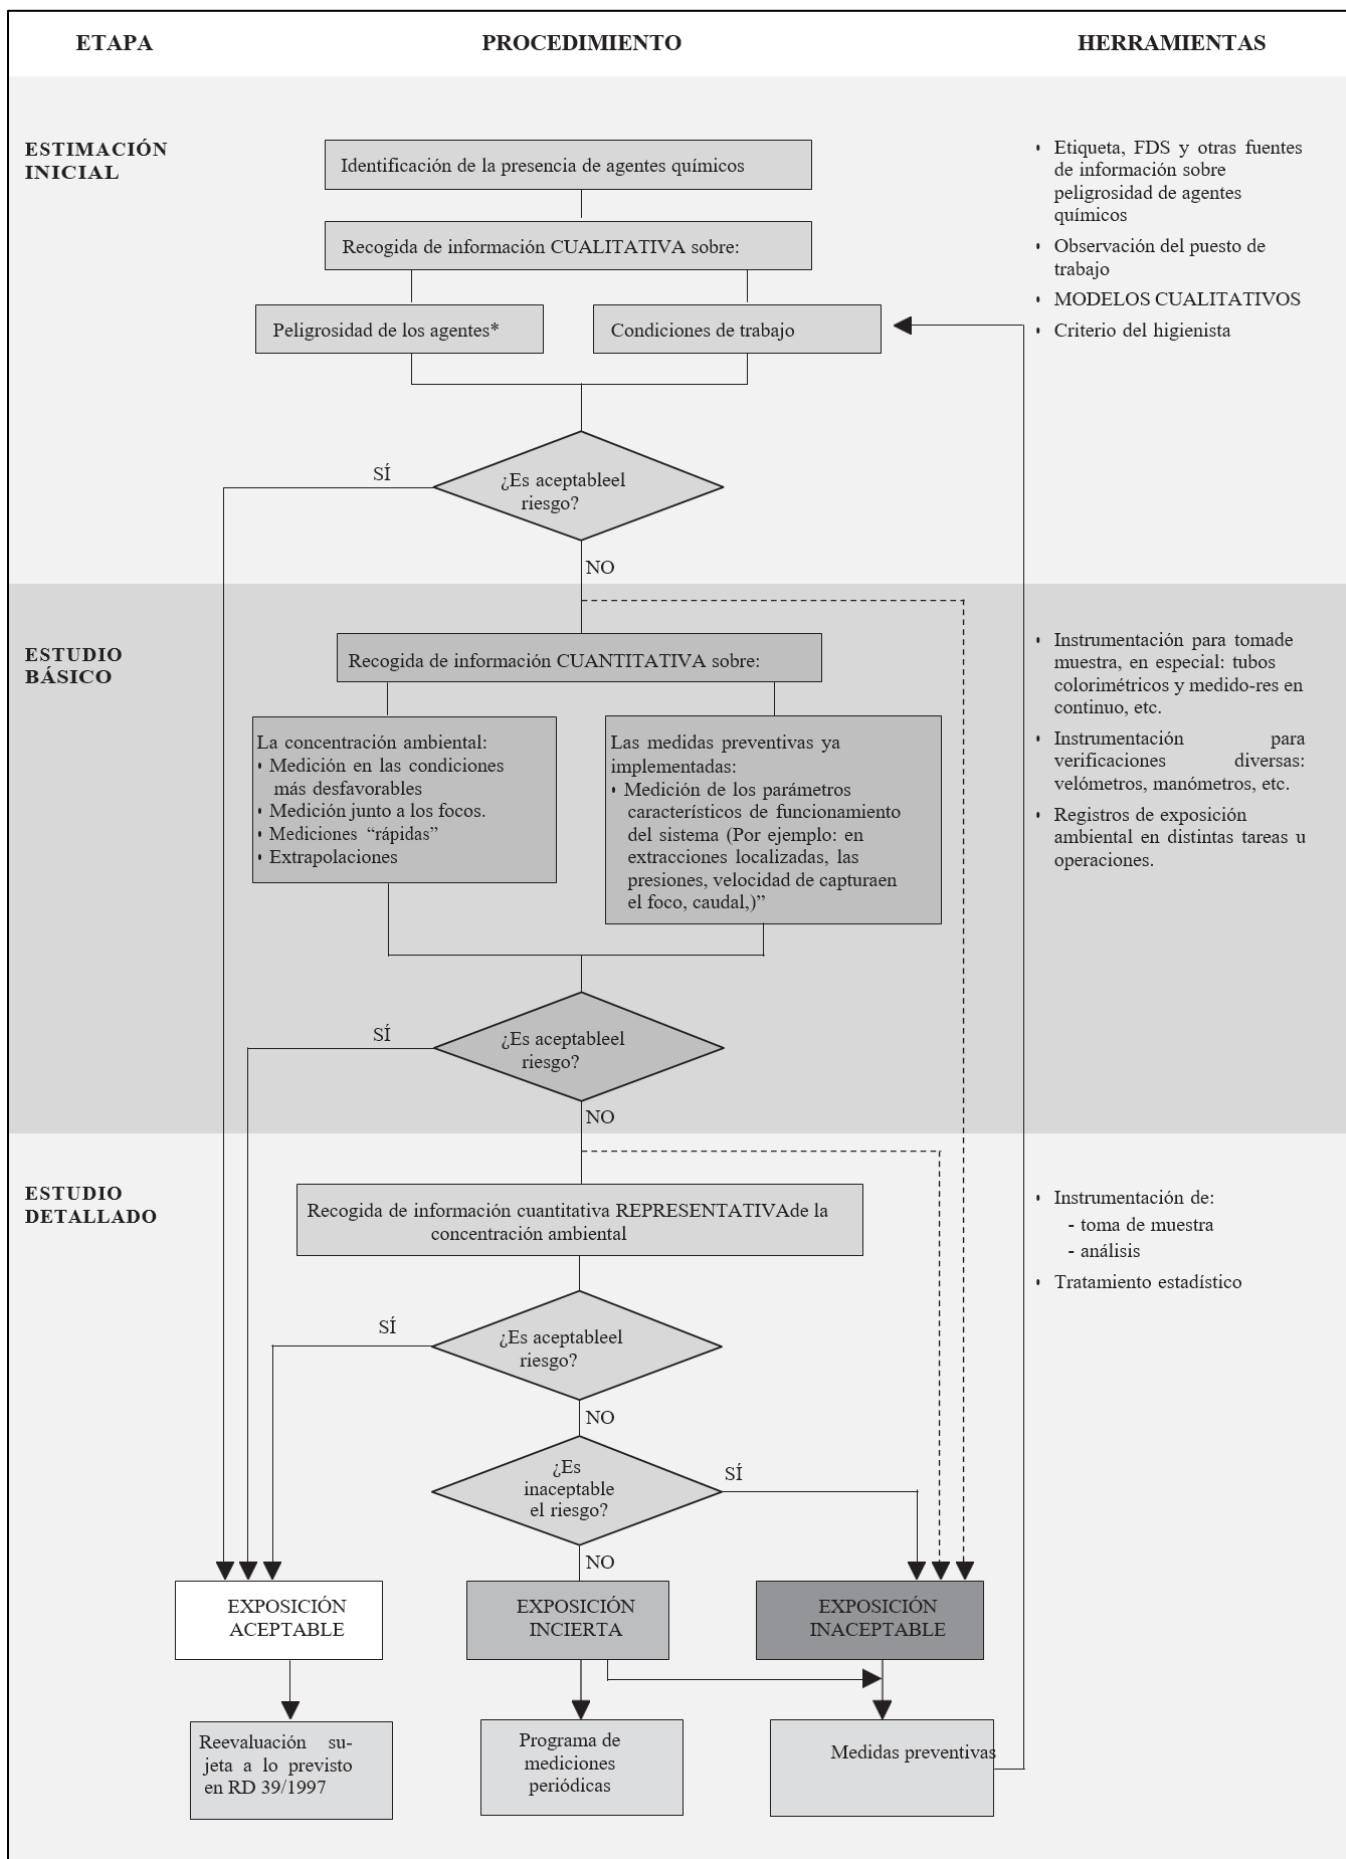 ETAPA
PROCEDIMIENTO
HERRAMIENTAS
ESTIMACIÓN
INICIAL
Identificación de la presencia de agentes químicos
Recogida de información CUALITATIVA sobre:
Peligrosidad de los agentes*
Condiciones de trabajo
¿Es aceptableel
riesgo?
SÍ
NO
• Etiqueta, FDS y otras fuentes
de información sobre
peligrosidad de agentes
químicos
• Observación del puesto de
trabajo
• MODELOS CUALITATIVOS
• Criterio del higienista
ESTUDIO
BÁSICO
Recogida de información CUANTITATIVA sobre:
La concentración ambiental:
• Medición en las condiciones
más desfavorables
• Medición junto a los focos.
• Mediciones “rápidas”
• Extrapolaciones
Las medidas preventivas ya
implementadas:
• Medición de los parámetros
característicos de funcionamiento
del sistema (Por ejemplo: en
extracciones localizadas, las
presiones, velocidad de capturaen
el foco, caudal,)”
¿Es aceptableel
riesgo?
SÍ
NO
• Instrumentación para tomade
muestra, en especial: tubos
colorimétricos y medido-res en
continuo, etc.
• Instrumentación para
verificaciones diversas:
velómetros, manómetros, etc.
• Registros de exposición
ambiental en distintas tareas u
operaciones.
ESTUDIO
DETALLADO
Recogida de información cuantitativa REPRESENTATIVAde la
concentración ambiental
¿Es aceptableel
riesgo?
SÍ
NO
¿Es
inaceptable
el riesgo?
SÍ
NO
• Instrumentación de:
- toma de muestra
- análisis
• Tratamiento estadístico
EXPOSICIÓN
ACEPTABLE
EXPOSICIÓN
INCIERTA
EXPOSICIÓN
INACEPTABLE
Reevaluación su-
jeta a lo previsto
en RD 39/1997
Programa de
mediciones
periódicas
Medidas preventivas